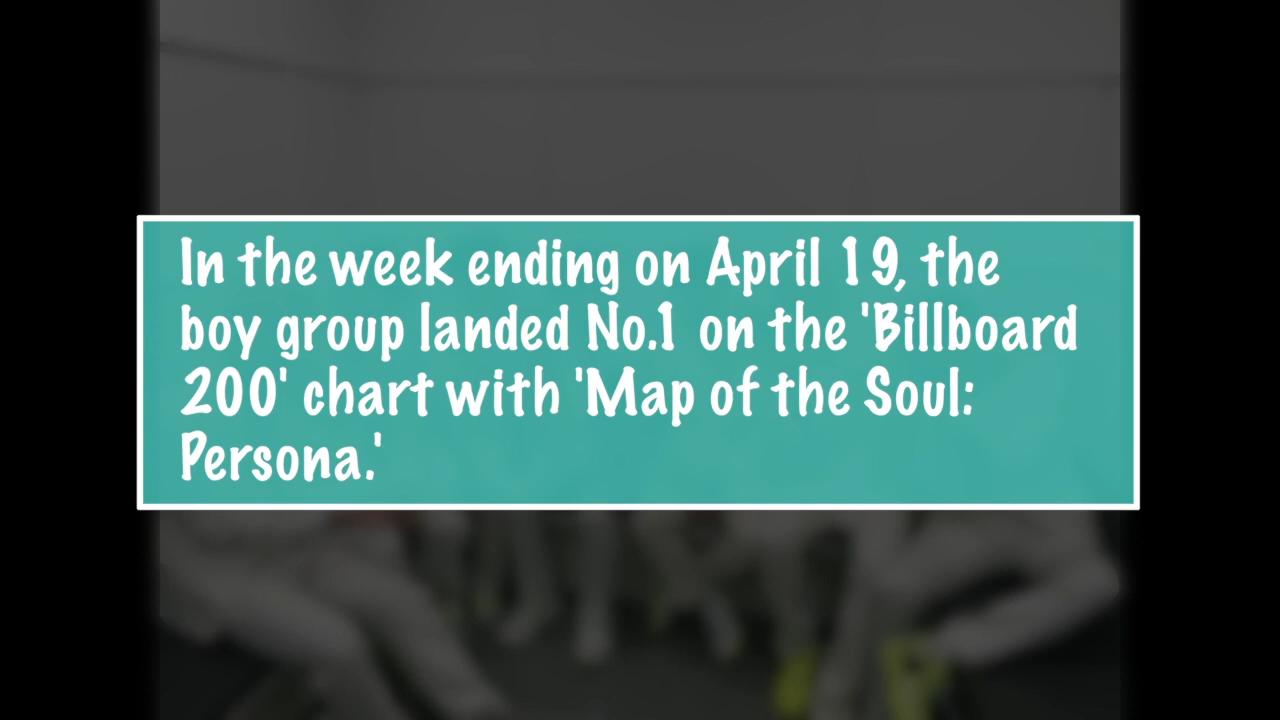 In the week ending on April 19, the
boy group landed No.1 on the 'Billboard
200' chart with 'Map of the Soul:
Persona.'